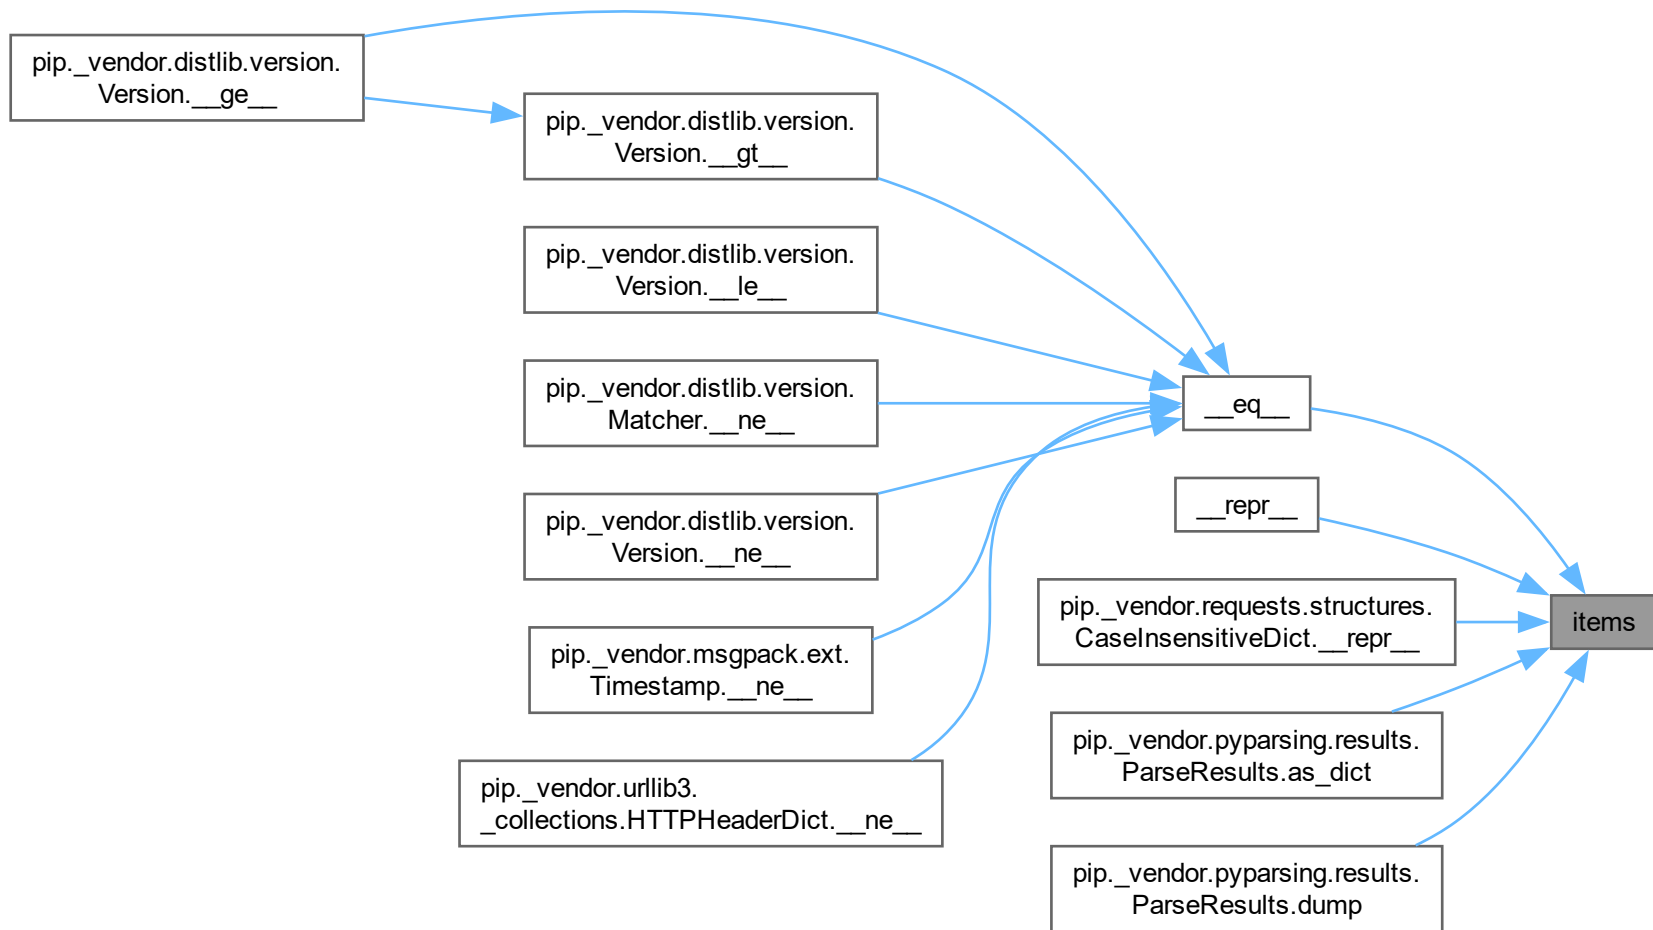 pip._vendor.distlib.version.
Version.__ge__
pip._vendor.distlib.version.
Version.__gt__
pip._vendor.distlib.version.
Version.__le__
pip._vendor.distlib.version.
Matcher.__ne__
pip._vendor.distlib.version.
Version.__ne__
pip._vendor.msgpack.ext.
Timestamp.__ne__
pip._vendor.urllib3.
_collections.HTTPHeaderDict.__ne__
__eq__
__repr__
pip._vendor.requests.structures.
CaseInsensitiveDict.__repr__
pip._vendor.pyparsing.results.
ParseResults.as_dict
pip._vendor.pyparsing.results.
ParseResults.dump
items